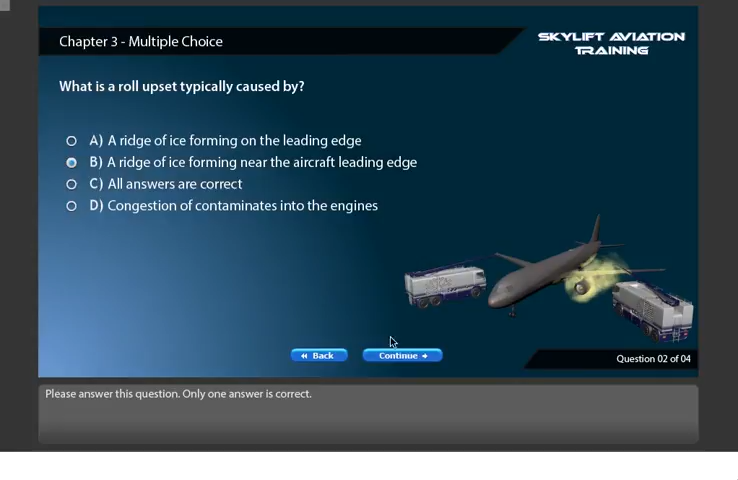 Chapter 3 - Multiple Choice
SKYLIFT AVIATION
TRAINING
What is a roll upset typically caused by?
A) A ridge of ice forming on the leading edge
B) A ridge of ice forming near the aircraft leading edge
C) All answers are correct
D) Congestion of contaminates into the engines
Back
Continue
Question 02 of 04
Please answer this question. Only one answer is correct.